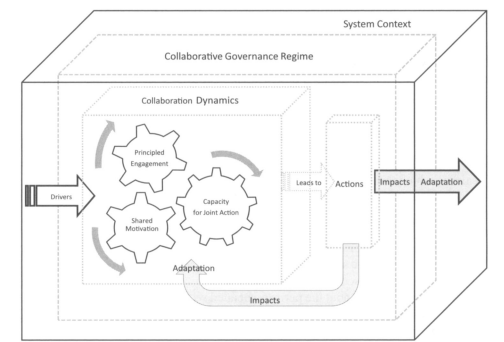 System Context
Collaborative Governance Regime
Collaboration Dynamics
Principled
Engagement
Drivers
Shared
Motivation
Capacity
for Joint Action
Leads to
Actions
Impacts
Adaptation
Adaptation
Impacts